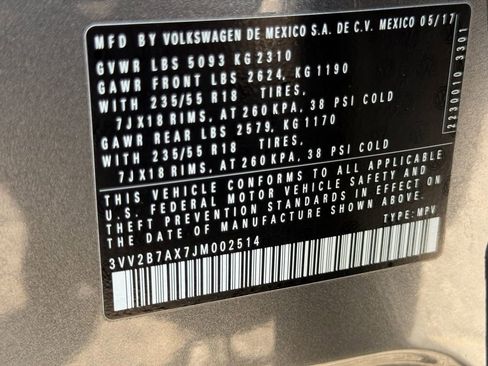 MFD BY VOLKSWAGEN DE MEXICO S.A. DE C.V. MEXICO 05/17
GVWR LBS 5093 KG 2310
GAWR FRONT LBS 2624, KG 1190
WITH 235/55 R18 TIRES,
7JX18 RIMS, AT 260 KPA, 38 PSI COLD
GAWR REAR LBS 2579, KG 1170
WITH 235/55 R18 TIRES,
7JX18 RIMS, AT 260 KPA, 38 PSI COLD
THIS VEHICLE CONFORMS TO ALL APPLICABLE
U.S. FEDERAL MOTOR VEHICLE SAFETY AND
THEFT PREVENTION STANDARDS IN EFFECT ON
DATE OF MANUFACTURE SHOWN ABOVE.
3VV2B7AX7JM002514 TYPE: MPV
2230010 3301